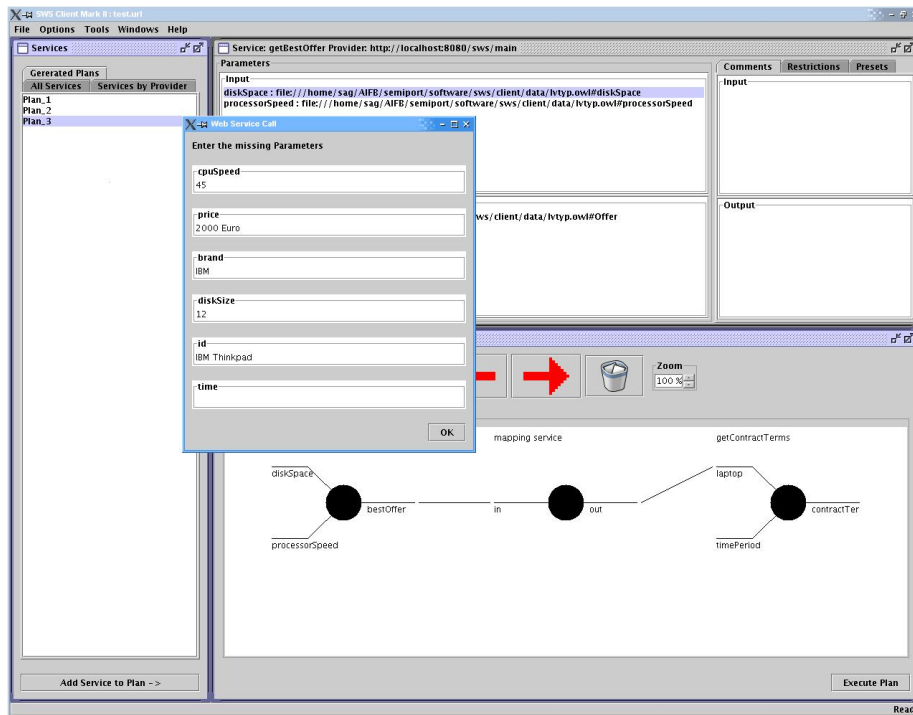 SWS Client Mark II : test.url
File Options Tools Windows Help
Services
Gererated Plans
All Services Services by Provider
Plan_1
Plan_2
Plan_3
Add Service to Plan ->
Service: getBestOffer Provider: http://localhost:8080/sws/main
Parameters
Input
diskSpace : file:///home/sag/AIFB/semiport/software/sws/client/data/lvtyp.owl#diskSpace
processorSpeed : file:///home/sag/AIFB/semiport/software/sws/client/data/lvtyp.owl#processorSpeed
sws/client/data/lvtyp.owl#Offer
Comments Restrictions Presets
Input
Output
Web Service Call
Enter the missing Parameters
cpuSpeed
45
price
2000 Euro
brand
IBM
diskSize
12
id
IBM Thinkpad
time
OK
Zoom
100 %
mapping service
getContractTerms
diskSpace
processorSpeed
bestOffer
in
out
laptop
timePeriod
contractTer
Execute Plan
Read